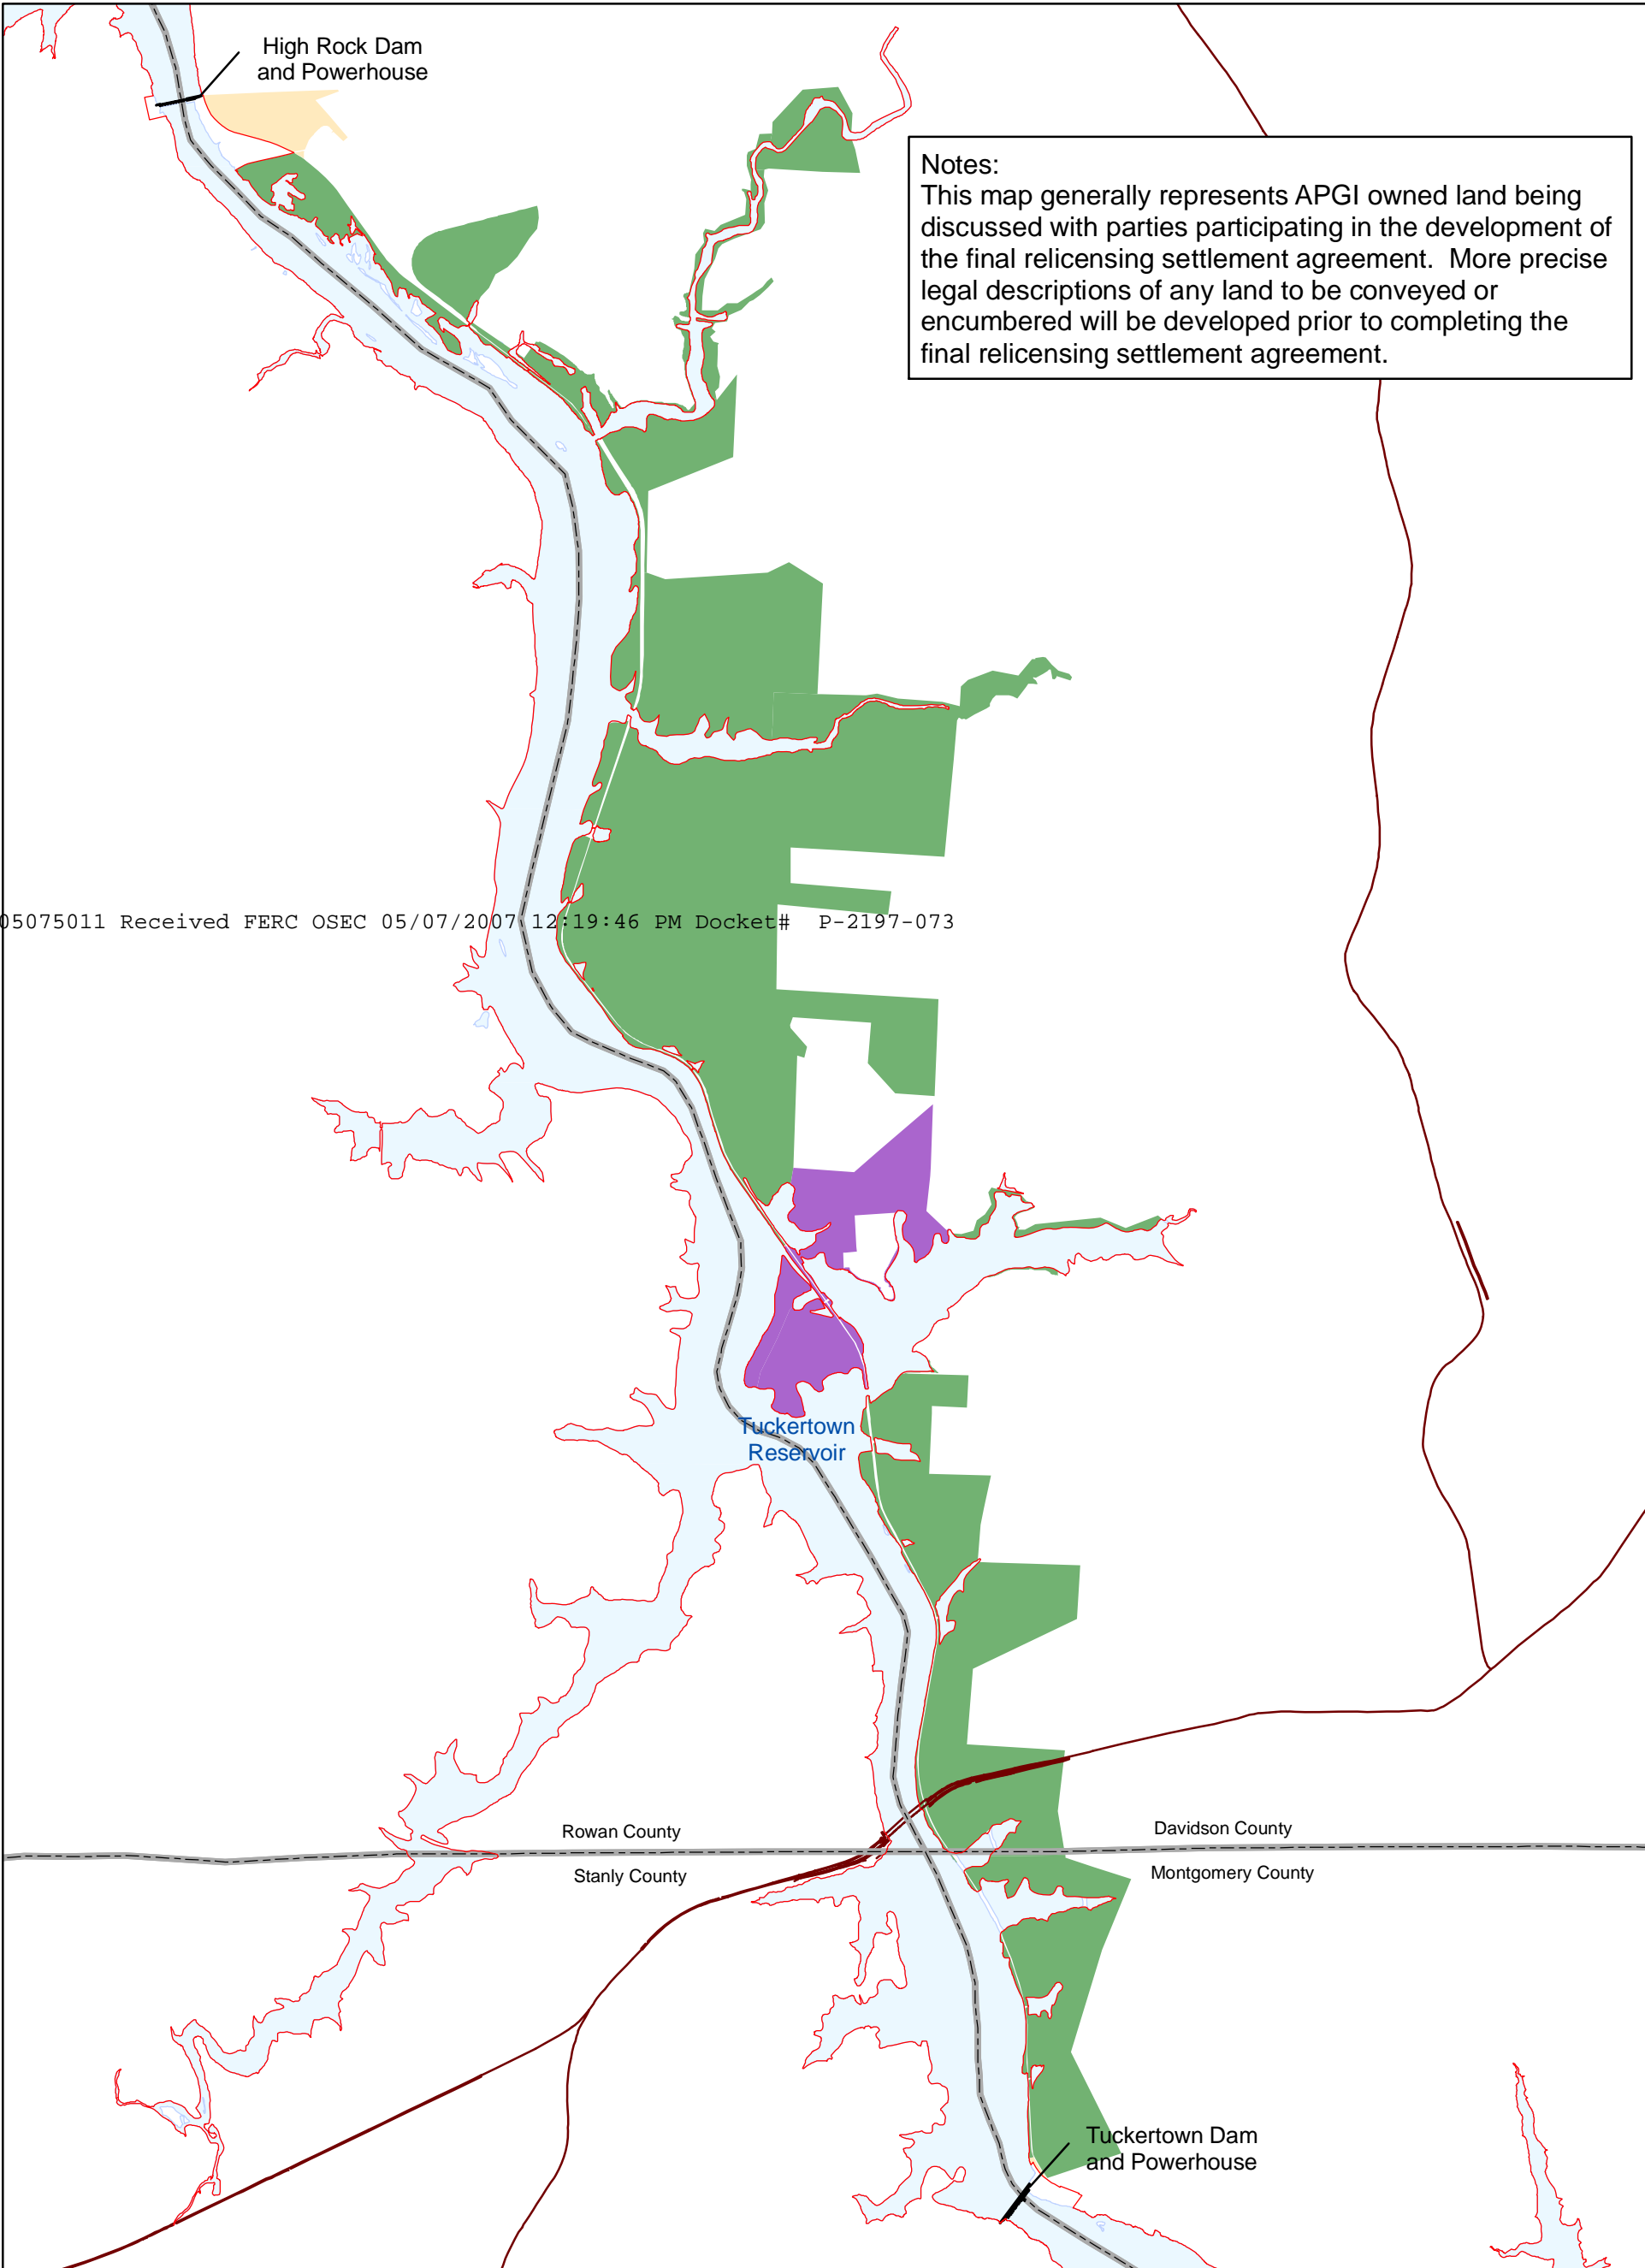 High Rock Dam
and Powerhouse
Notes:
This map generally represents APGI owned land being
discussed with parties participating in the development of
the final relicensing settlement agreement.  More precise
legal descriptions of any land to be conveyed or
encumbered will be developed prior to completing the
final relicensing settlement agreement.
05075011 Received FERC OSEC 05/07/2007 12:19:46 PM Docket#  P-2197-073
Tuckertown
Reservoir
Rowan County
Davidson County
Stanly County
Montgomery County
Tuckertown Dam
and Powerhouse